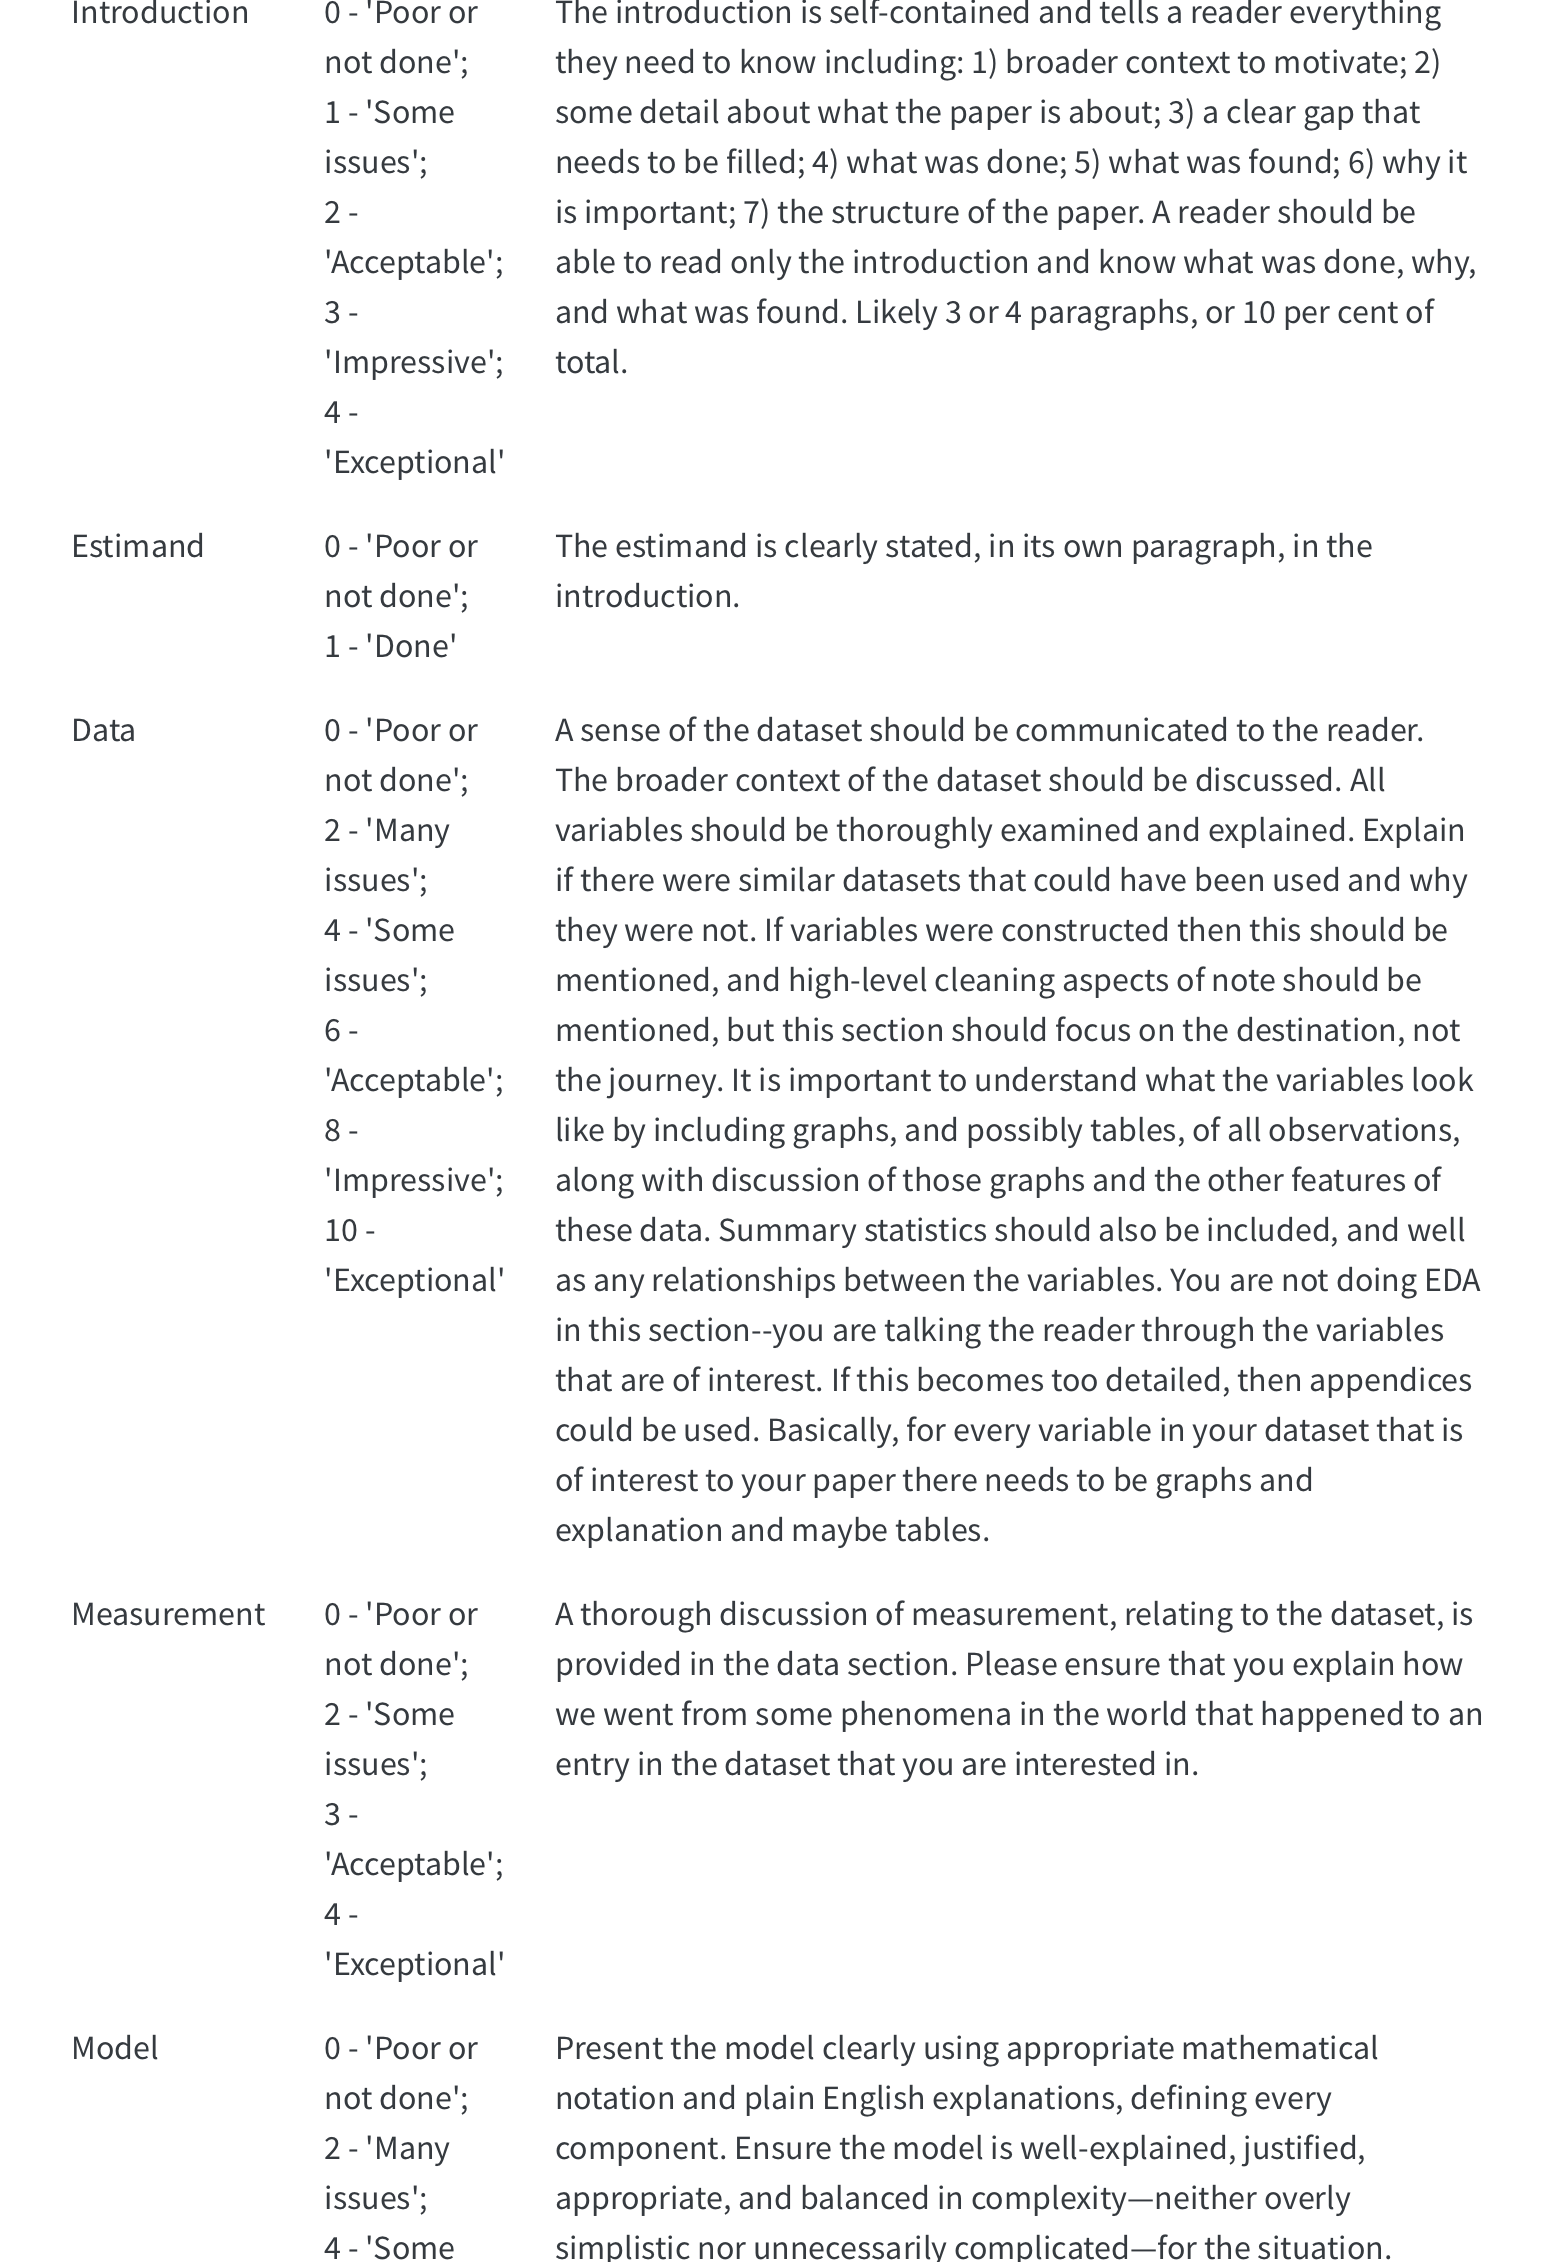 Introduction
0 - 'Poor or
not done';
1 - 'Some
issues';
2 -
'Acceptable';
3 -
'Impressive';
4 -
'Exceptional'
The introduction is self-contained and tells a reader everything
they need to know including: 1) broader context to motivate; 2)
some detail about what the paper is about; 3) a clear gap that
needs to be filled; 4) what was done; 5) what was found; 6) why it
is important; 7) the structure of the paper. A reader should be
able to read only the introduction and know what was done, why,
and what was found. Likely 3 or 4 paragraphs, or 10 per cent of
total.
Estimand
0 - 'Poor or
not done';
1 - 'Done'
The estimand is clearly stated, in its own paragraph, in the
introduction.
Data
0 - 'Poor or
not done';
2 - 'Many
issues';
4 - 'Some
issues';
6 -
'Acceptable';
8 -
'Impressive';
10 -
'Exceptional'
A sense of the dataset should be communicated to the reader.
The broader context of the dataset should be discussed. All
variables should be thoroughly examined and explained. Explain
if there were similar datasets that could have been used and why
they were not. If variables were constructed then this should be
mentioned, and high-level cleaning aspects of note should be
mentioned, but this section should focus on the destination, not
the journey. It is important to understand what the variables look
like by including graphs, and possibly tables, of all observations,
along with discussion of those graphs and the other features of
these data. Summary statistics should also be included, and well
as any relationships between the variables. You are not doing EDA
in this section--you are talking the reader through the variables
that are of interest. If this becomes too detailed, then appendices
could be used. Basically, for every variable in your dataset that is
of interest to your paper there needs to be graphs and
explanation and maybe tables.
Measurement
0 - 'Poor or
not done';
2 - 'Some
issues';
3 -
'Acceptable';
4 -
'Exceptional'
A thorough discussion of measurement, relating to the dataset, is
provided in the data section. Please ensure that you explain how
we went from some phenomena in the world that happened to an
entry in the dataset that you are interested in.
Model
0 - 'Poor or
not done';
2 - 'Many
issues';
4 - 'Some
Present the model clearly using appropriate mathematical
notation and plain English explanations, defining every
component. Ensure the model is well-explained, justified,
appropriate, and balanced in complexity—neither overly
simplistic nor unnecessarily complicated—for the situation.